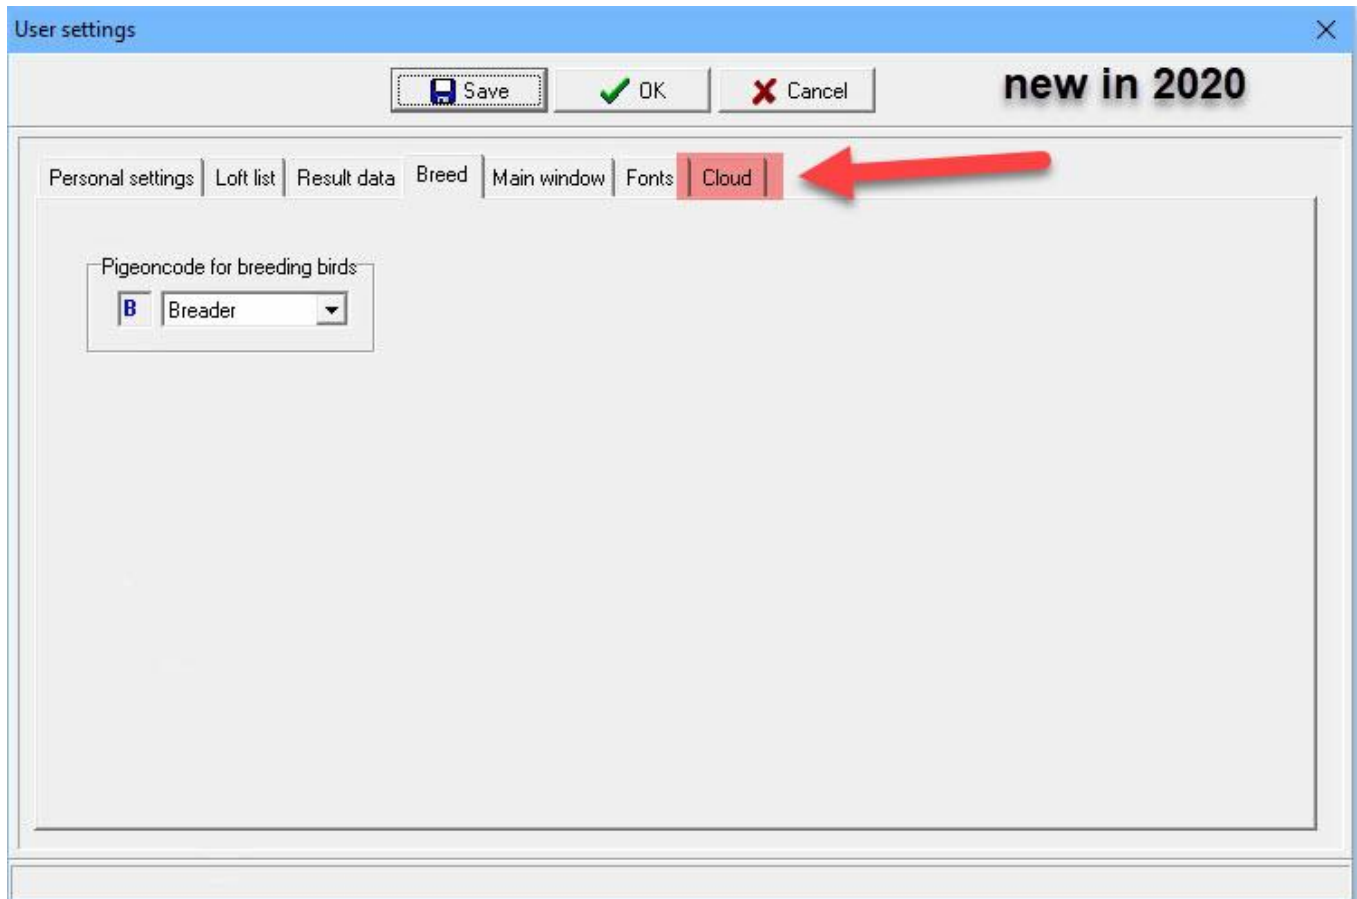 User settings
Save OK Cancel new in 2020
Personal settings Loft list Result data Breed Main window Fonts Cloud
Pigeoncode for breeding birds
B Breader